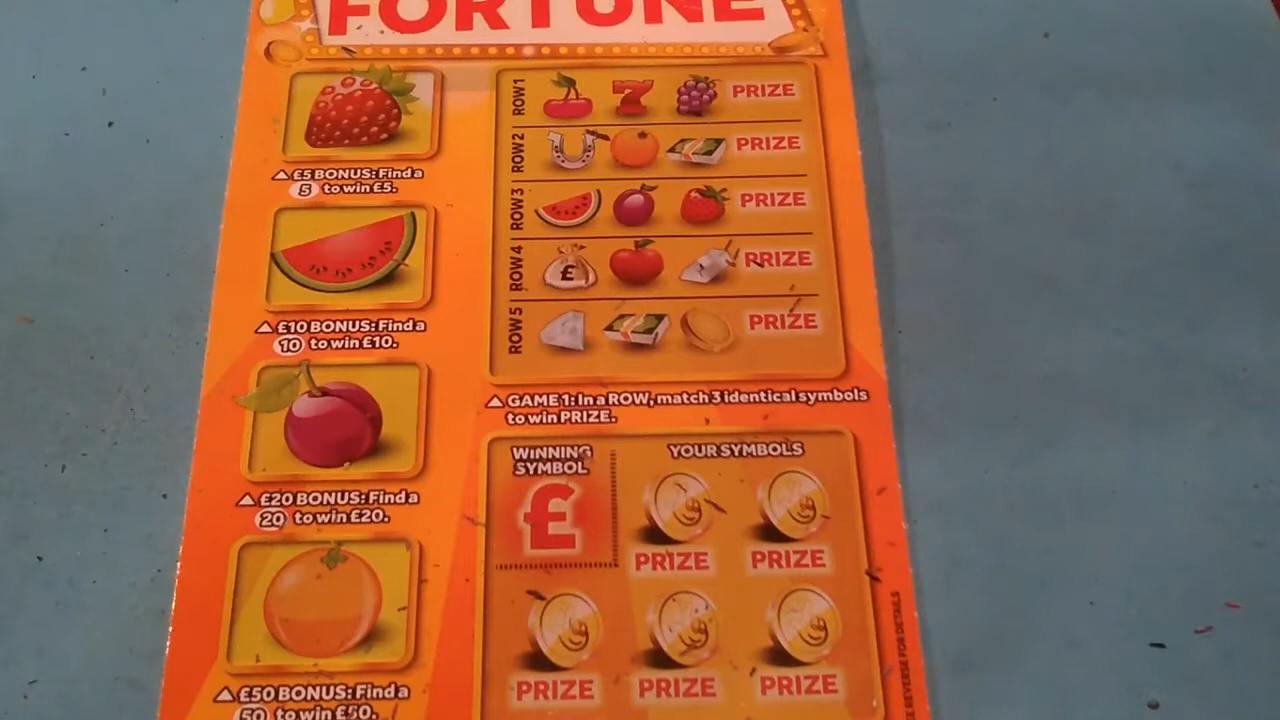 FORTUNE
£5 BONUS: Find a
5 to win £5.
£10 BONUS: Find a
10 to win £10.
£20 BONUS: Find a
20 to win £20.
£50 BONUS: Find a
50 to win £50.
ROW 1
PRIZE
ROW 2
PRIZE
ROW 3
PRIZE
ROW 4
£
PRIZE
ROW 5
PRIZE
GAME 1: In a ROW, match 3 identical symbols
to win PRIZE.
WINNING
SYMBOL
£
YOUR SYMBOLS
PRIZE
PRIZE
PRIZE
PRIZE
PRIZE
REVERSE FOR DETAILS